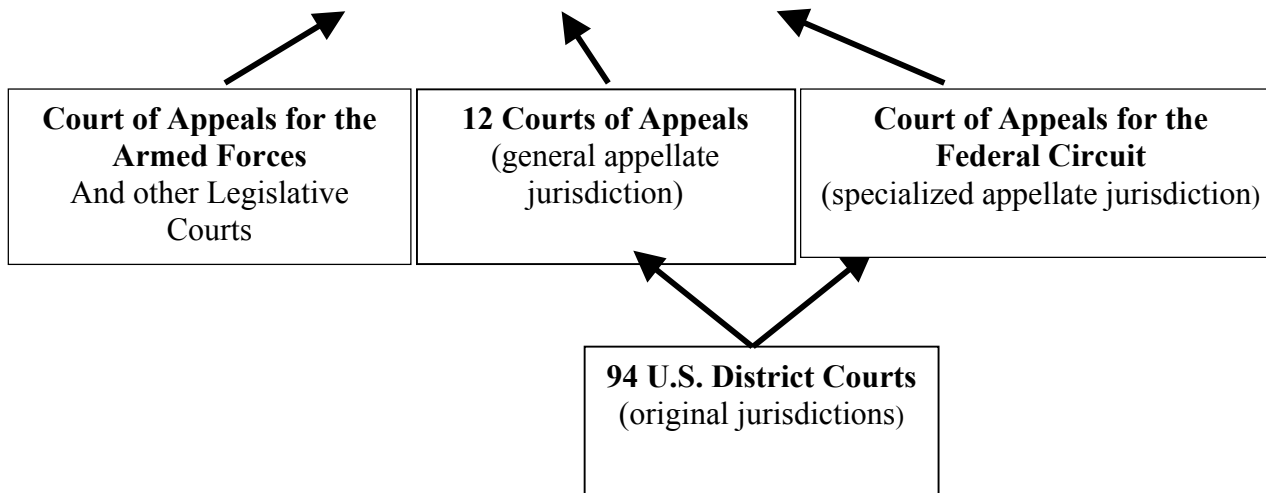 Court of Appeals for the
Armed Forces
And other Legislative
Courts
12 Courts of Appeals
(general appellate
jurisdiction)
Court of Appeals for the
Federal Circuit
(specialized appellate jurisdiction)
94 U.S. District Courts
(original jurisdictions)